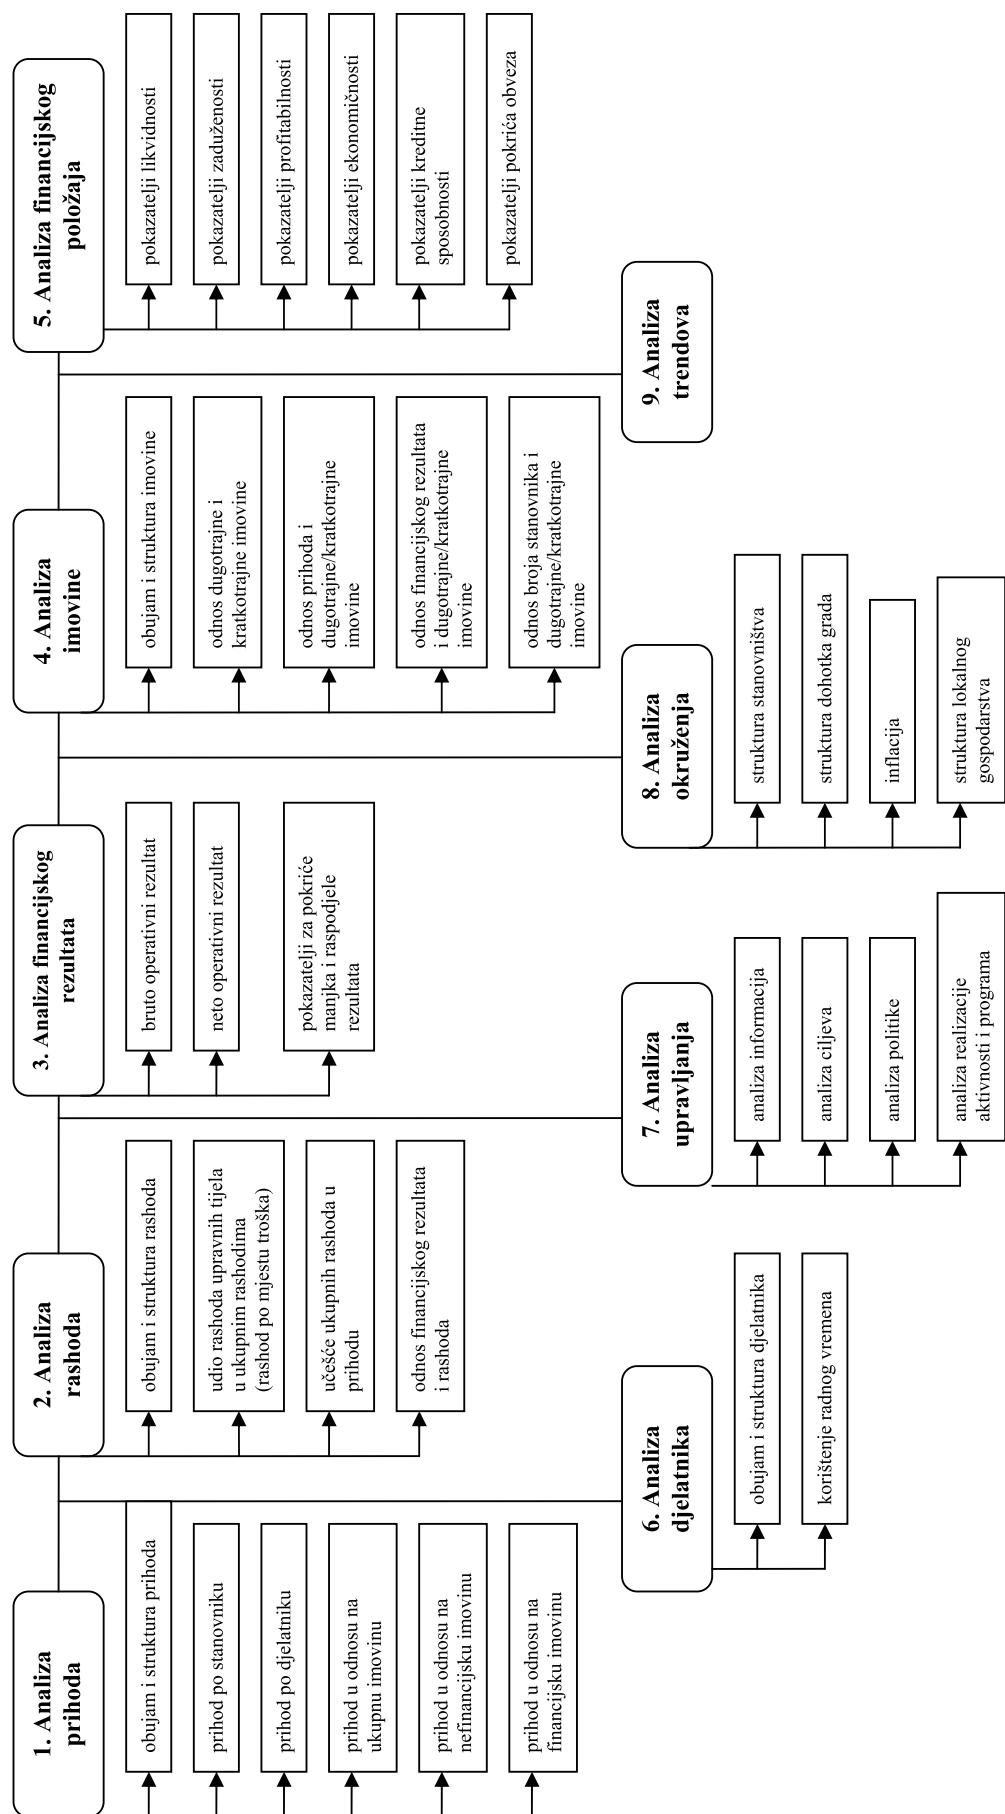 1. Analiza
prihoda
obujam i struktura prihoda
prihod po stanovniku
prihod po djelatniku
prihod u odnosu na
ukupnu imovinu
prihod u odnosu na
nefinancijsku imovinu
prihod u odnosu na
financijsku imovinu
2. Analiza
rashoda
obujam i struktura rashoda
udio rashoda upravnih tijela
u ukupnim rashodima
(rashod po mjestu troška)
učešće ukupnih rashoda u
prihodu
odnos financijskog rezultata
i rashoda
3. Analiza financijskog
rezultata
bruto operativni rezultat
neto operativni rezultat
pokazatelji za pokriće
manjka i raspodjele
rezultata
4. Analiza
imovine
obujam i struktura imovine
odnos dugotrajne i
kratkotrajne imovine
odnos prihoda i
dugotrajne/kratkotrajne
imovine
odnos financijskog rezultata
i dugotrajne/kratkotrajne
imovine
odnos broja stanovnika i
dugotrajne/kratkotrajne
imovine
5. Analiza financijskog
položaja
pokazatelji likvidnosti
pokazatelji zaduženosti
pokazatelji profitabilnosti
pokazatelji ekonomičnosti
pokazatelji kreditne
sposobnosti
pokazatelji pokrića obveza
6. Analiza
djelatnika
obujam i struktura djelatnika
korištenje radnog vremena
7. Analiza
upravljanja
analiza informacija
analiza ciljeva
analiza politike
analiza realizacije
aktivnosti i programa
8. Analiza
okruženja
struktura stanovništva
struktura dohotka grada
inflacija
struktura lokalnog
gospodarstva
9. Analiza
trendova